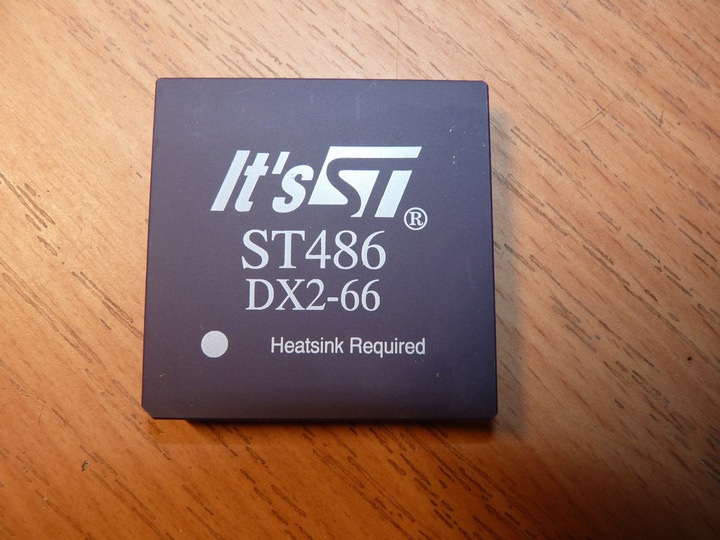 It's ST®
ST486
DX2-66
Heatsink Required